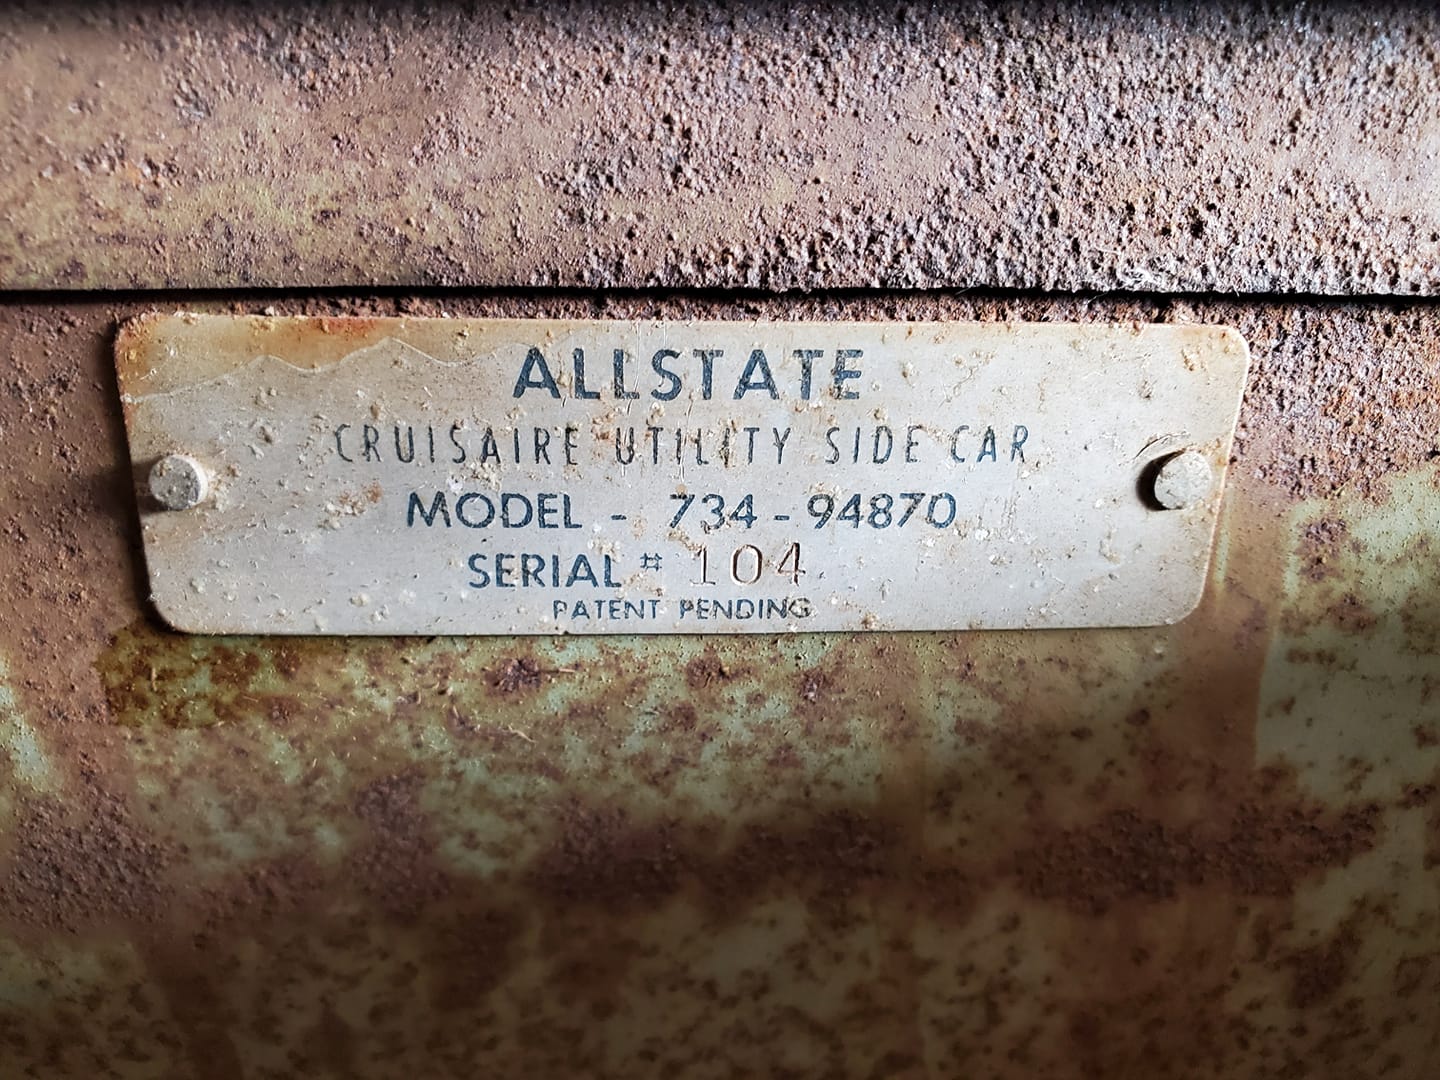 ALLSTATE
CRUISAIRE UTILITY SIDE CAR
MODEL - 734-94870
SERIAL # 104
PATENT PENDING